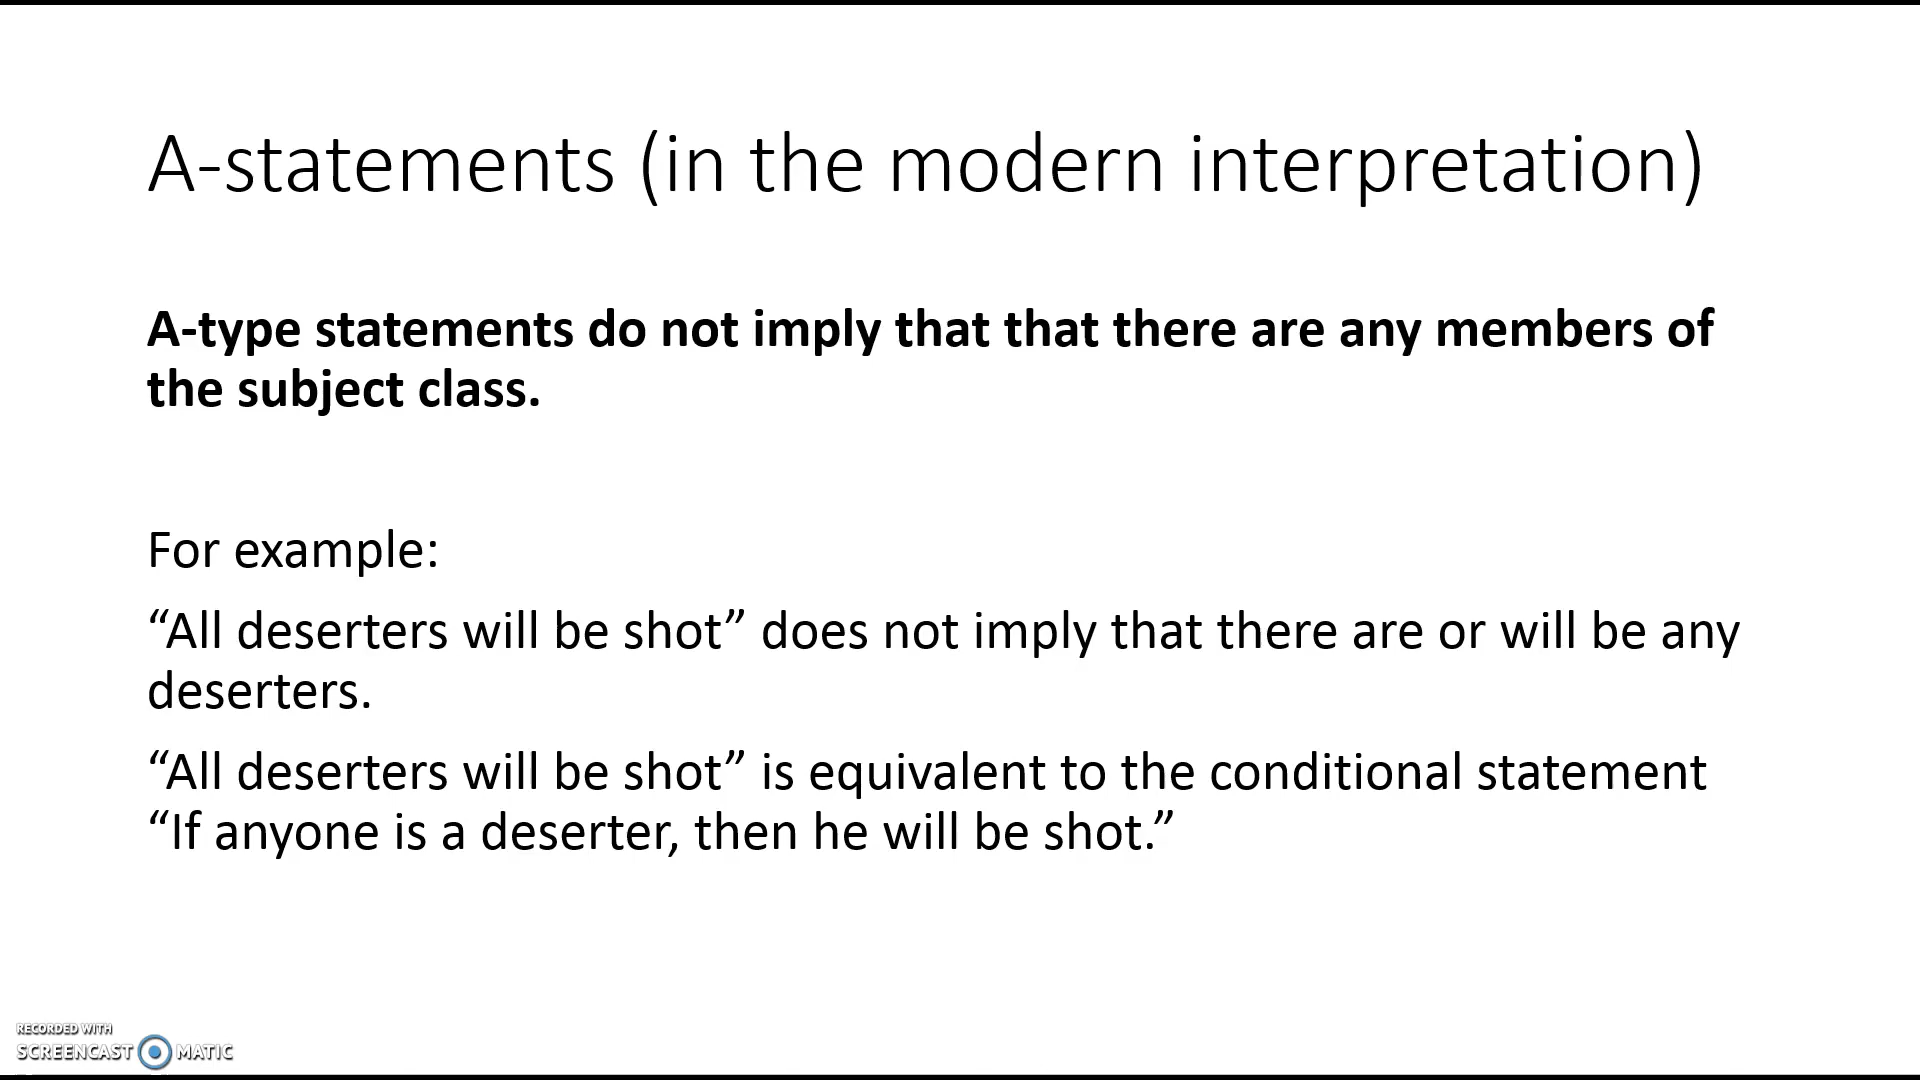 A-statements (in the modern interpretation)
A-type statements do not imply that that there are any members of
the subject class.
For example:
“All deserters will be shot” does not imply that there are or will be any
deserters.
“All deserters will be shot” is equivalent to the conditional statement
“If anyone is a deserter, then he will be shot.”
RECORDED WITH
SCREENCAST MATIC